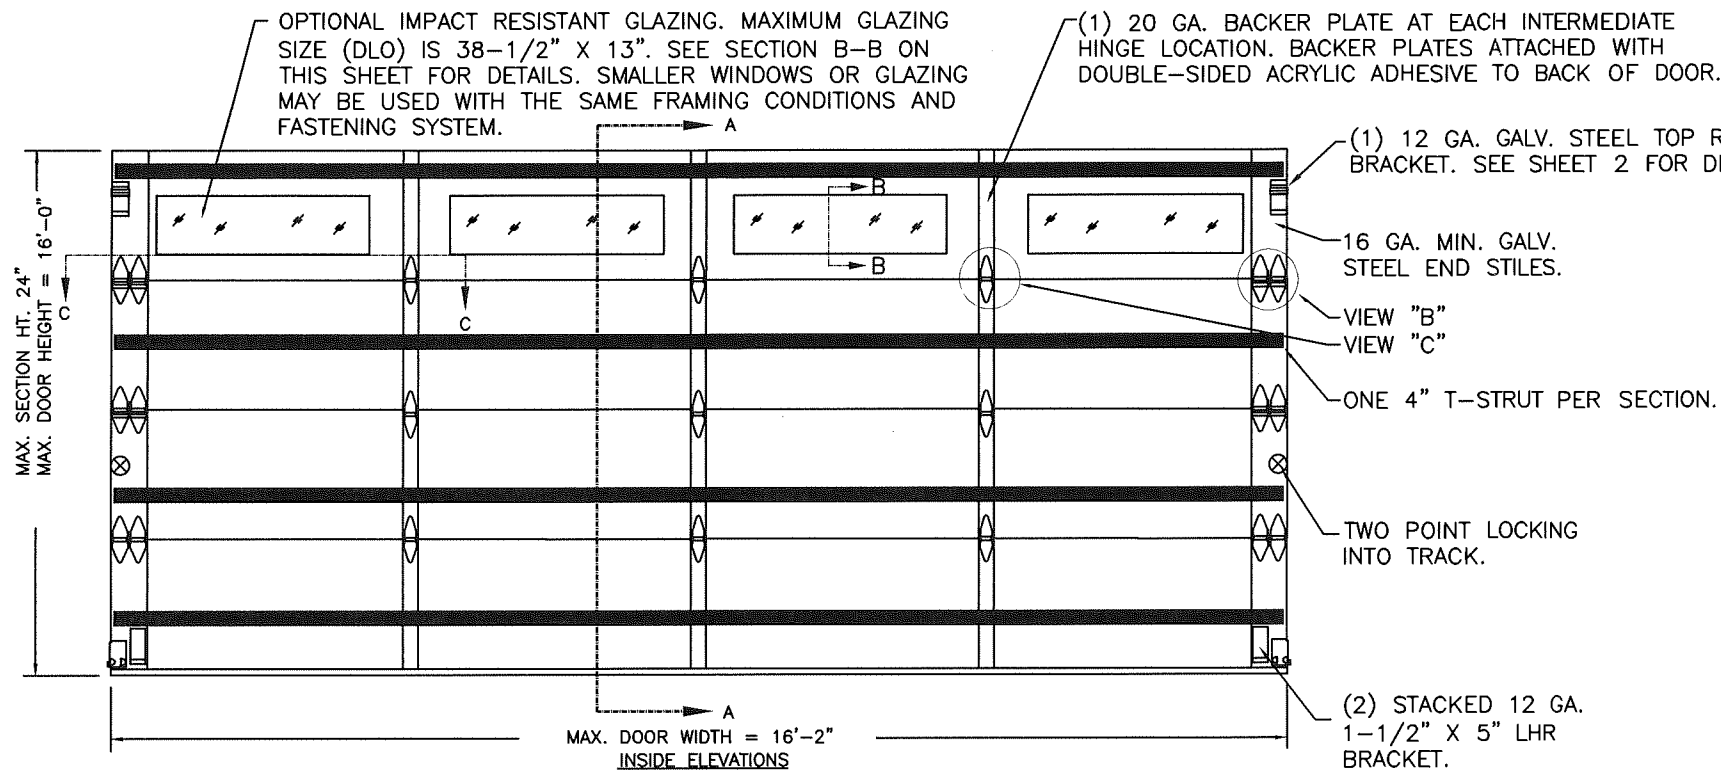 OPTIONAL IMPACT RESISTANT GLAZING. MAXIMUM GLAZING
SIZE (DLO) IS 38-1/2" X 13". SEE SECTION B-B ON
THIS SHEET FOR DETAILS. SMALLER WINDOWS OR GLAZING
MAY BE USED WITH THE SAME FRAMING CONDITIONS AND
FASTENING SYSTEM.
(1) 20 GA. BACKER PLATE AT EACH INTERMEDIATE
HINGE LOCATION. BACKER PLATES ATTACHED WITH
DOUBLE-SIDED ACRYLIC ADHESIVE TO BACK OF DOOR.
A
(1) 12 GA. GALV. STEEL TOP
BRACKET. SEE SHEET 2 FOR
B
B
16 GA. MIN. GALV.
STEEL END STILES.
C
C
VIEW "B"
VIEW "C"
ONE 4" T-STRUT PER SECTION.
MAX. SECTION HT. 24"
MAX. DOOR HEIGHT = 16'-0"
TWO POINT LOCKING
INTO TRACK.
A
MAX. DOOR WIDTH = 16'-2"
INSIDE ELEVATIONS
(2) STACKED 12 GA.
1-1/2" X 5" LHR
BRACKET.